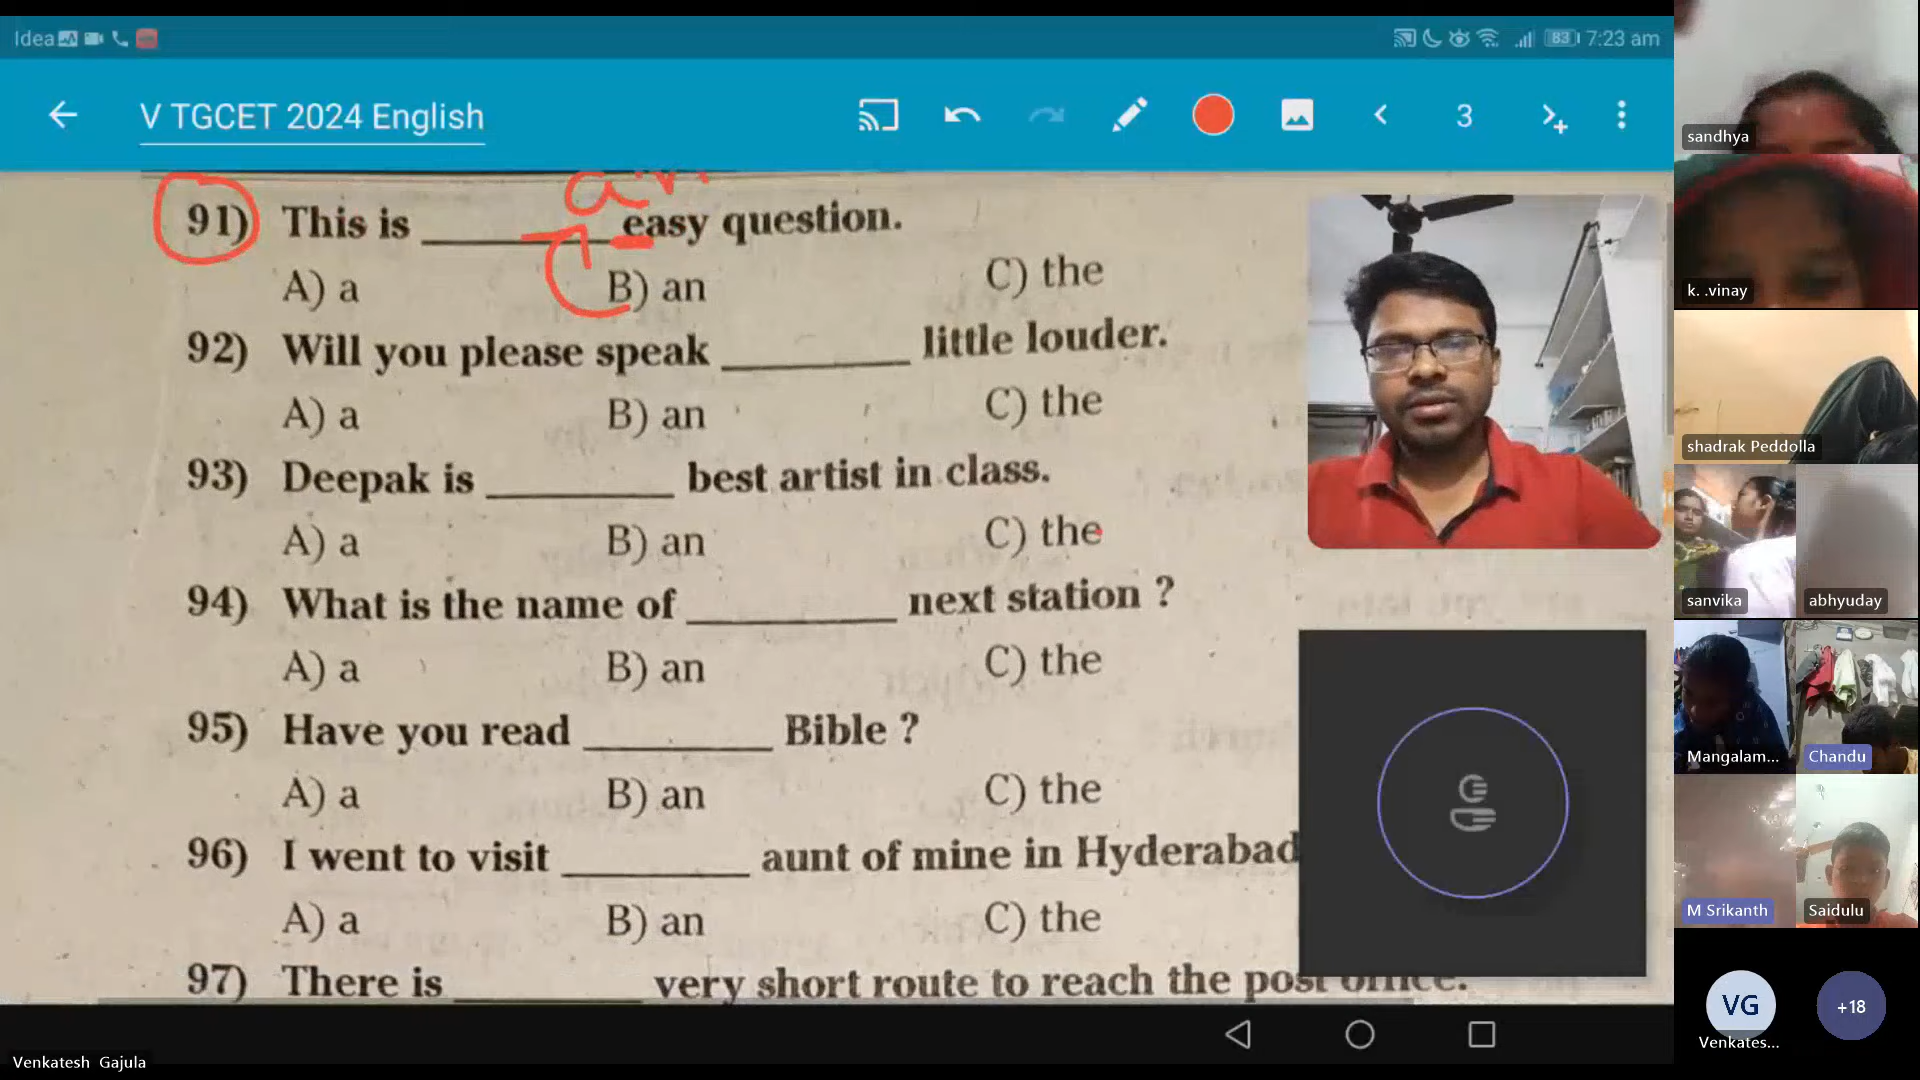 Idea
83 7:23 am
V TGCET 2024 English
3
an
91) This is ________ easy question.
A) a B) an C) the
92) Will you please speak ________ little louder.
A) a B) an C) the
93) Deepak is ________ best artist in class.
A) a B) an C) the
94) What is the name of ________ next station ?
A) a B) an C) the
95) Have you read ________ Bible ?
A) a B) an C) the
96) I went to visit ________ aunt of mine in Hyderabad
A) a B) an C) the
97) There is ________ very short route to reach the post office.
Venkatesh Gajula
sandhya
k. .vinay
shadrak Peddolla
sanvika abhyuday
Mangalam... Chandu
M Srikanth Saidulu
VG +18
Venkates...